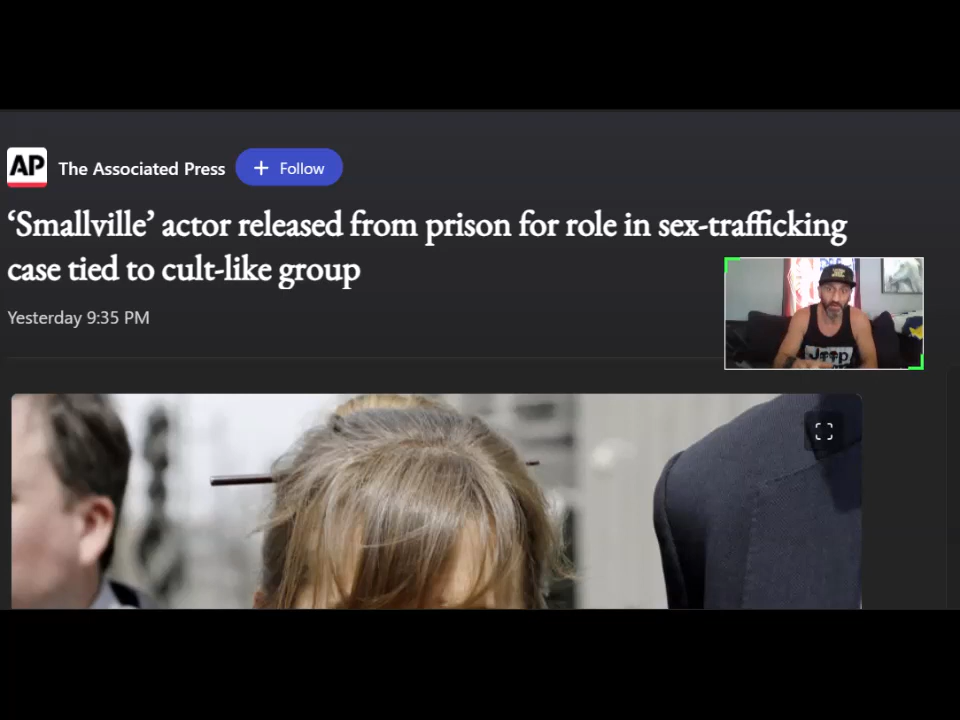 AP
The Associated Press
+ Follow
‘Smallville’ actor released from prison for role in sex-trafficking
case tied to cult-like group
Yesterday 9:35 PM
Jeep